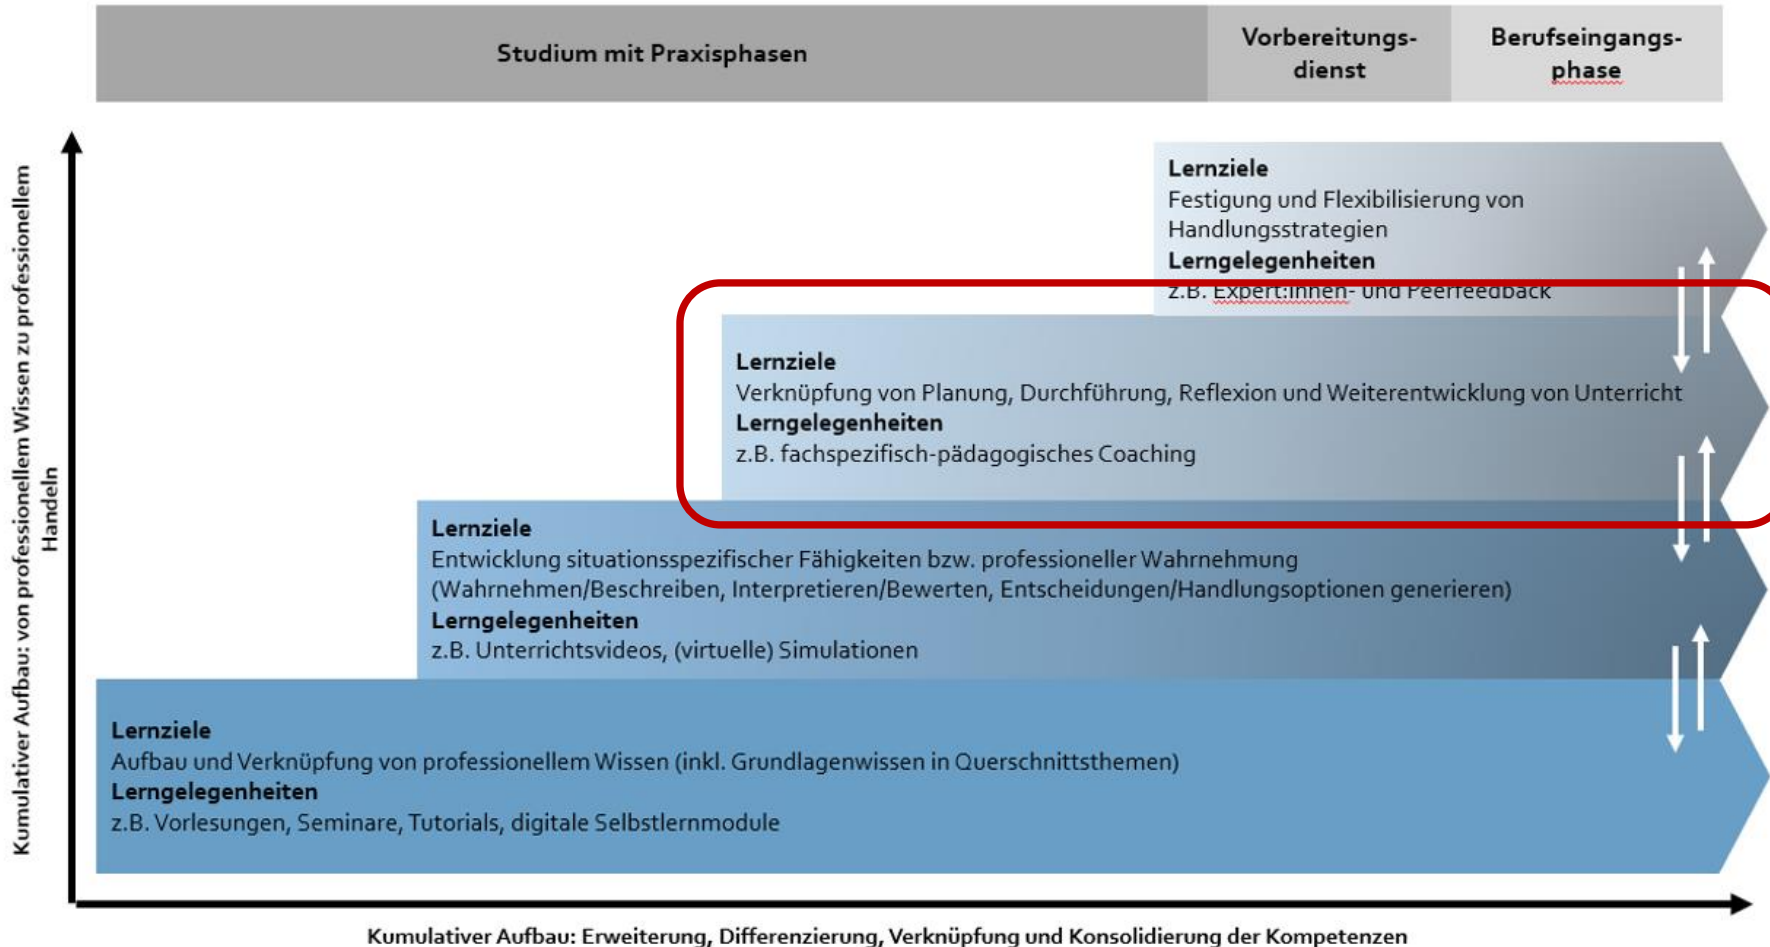 Studium mit Praxisphasen
Vorbereitungs-
dienst
Berufseingangs-
phase
Kumulativer Aufbau: von professionellem Wissen zu professionellem
Handeln
Lernziele
Festigung und Flexibilisierung von
Handlungsstrategien
Lerngelegenheiten
z.B. Expert:innen- und Peerfeedback
Lernziele
Verknüpfung von Planung, Durchführung, Reflexion und Weiterentwicklung von Unterricht
Lerngelegenheiten
z.B. fachspezifisch-pädagogisches Coaching
Lernziele
Entwicklung situationsspezifischer Fähigkeiten bzw. professioneller Wahrnehmung
(Wahrnehmen/Beschreiben, Interpretieren/Bewerten, Entscheidungen/Handlungsoptionen generieren)
Lerngelegenheiten
z.B. Unterrichtsvideos, (virtuelle) Simulationen
Lernziele
Aufbau und Verknüpfung von professionellem Wissen (inkl. Grundlagenwissen in Querschnittsthemen)
Lerngelegenheiten
z.B. Vorlesungen, Seminare, Tutorials, digitale Selbstlernmodule
Kumulativer Aufbau: Erweiterung, Differenzierung, Verknüpfung und Konsolidierung der Kompetenzen